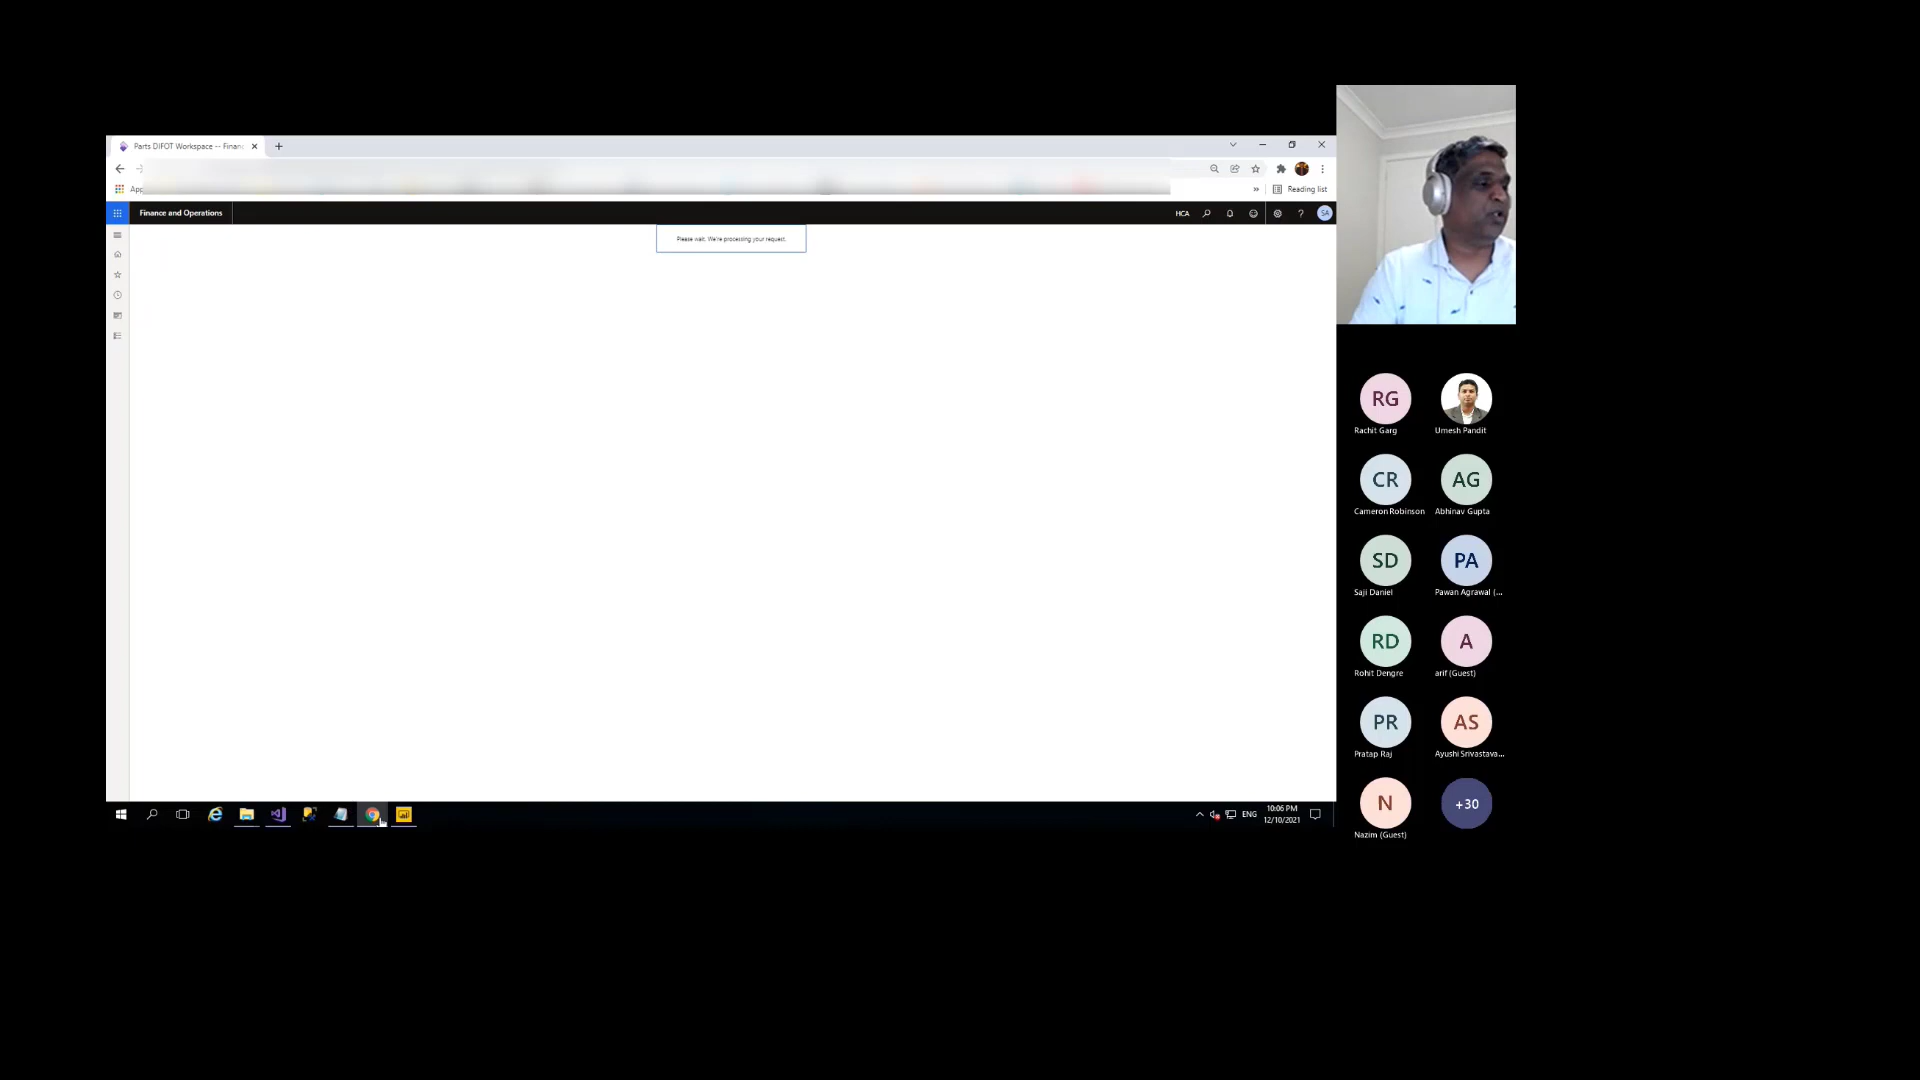 Parts DIFOT Workspace -- Finan
Reading list
Finance and Operations
HCA
?
SA
Please wait. We're processing your request.
RG
Rachit Garg
Umesh Pandit
CR
AG
Cameron Robinson
Abhinav Gupta
SD
PA
Saji Daniel
Pawan Agrawal (...
RD
A
Rohit Dengre
arif (Guest)
PR
AS
Pratap Raj
Ayushi Srivastava...
N
+30
Nazim (Guest)
ENG
10:06 PM
12/10/2021